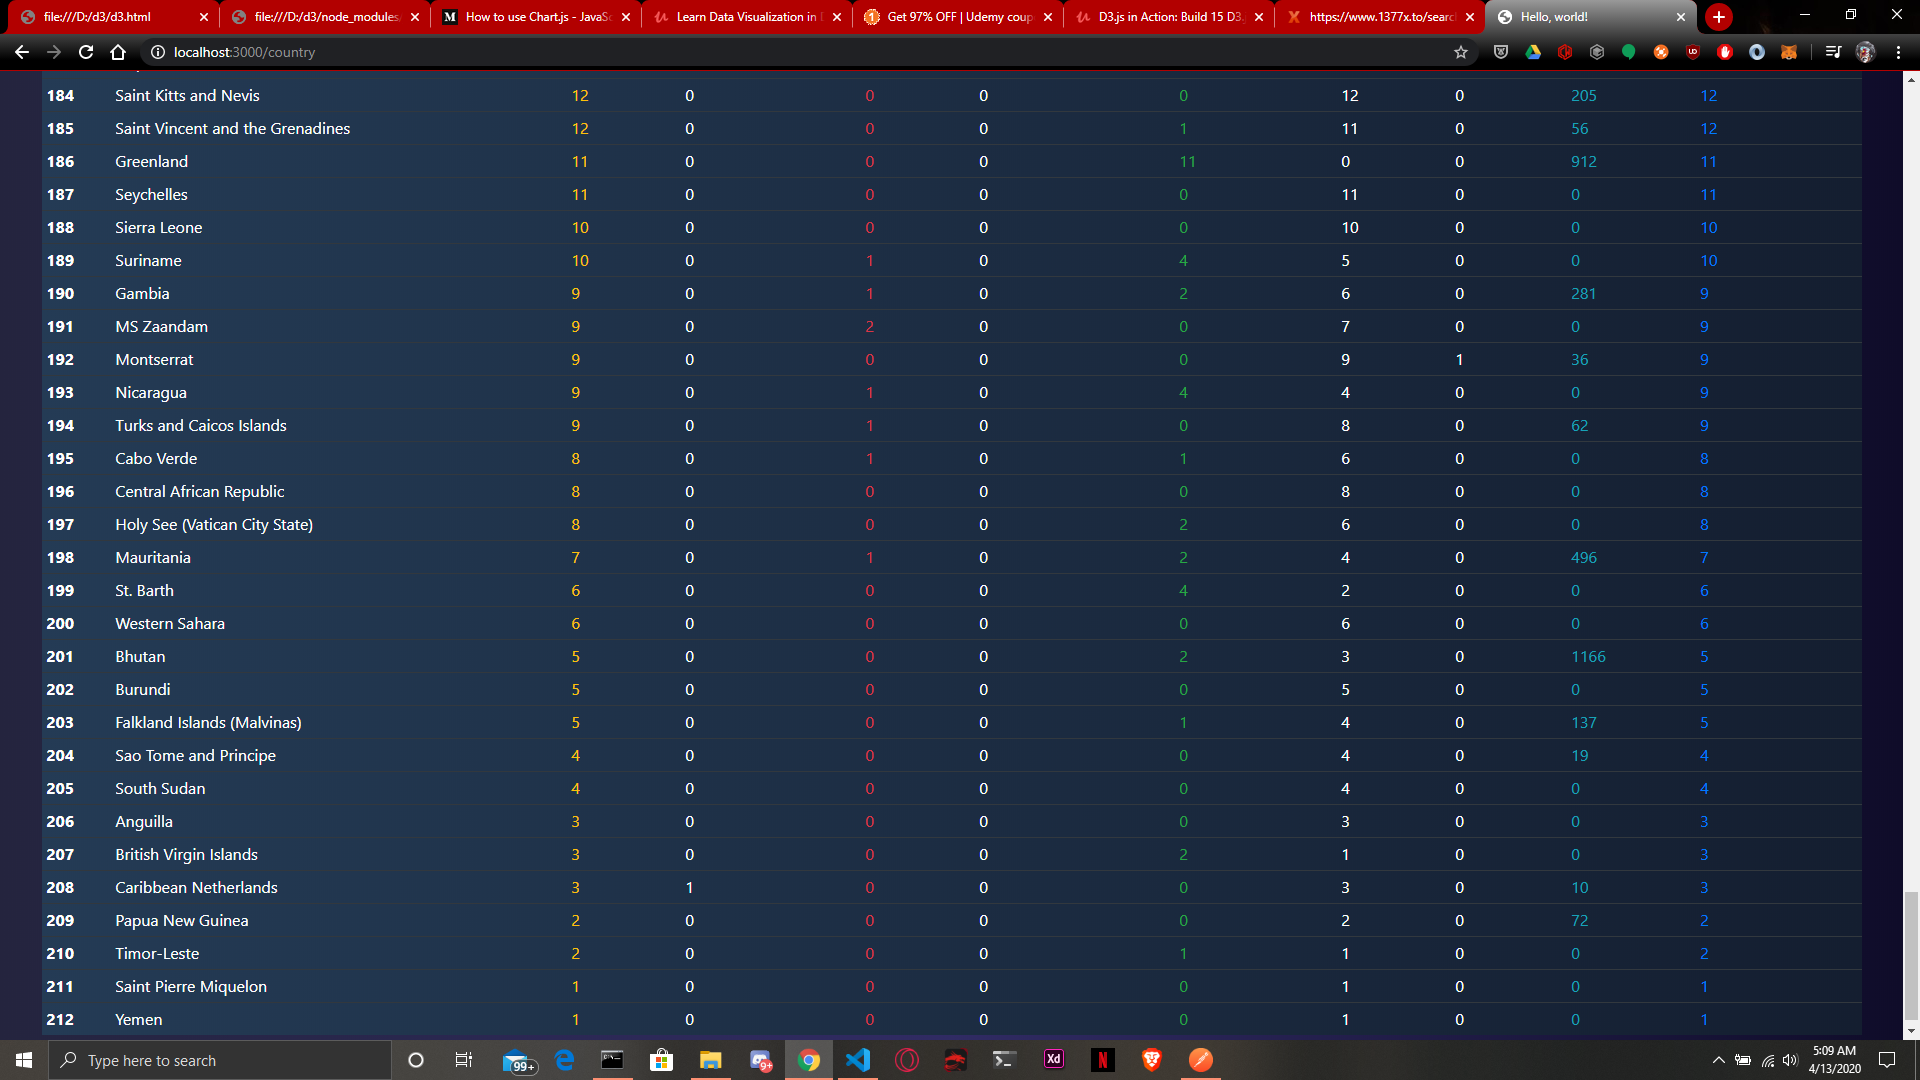 file:///D:/d3/d3.html
file:///D:/d3/node_modules
How to use Chart.js - JavaSc
Learn Data Visualization in
Get 97% OFF | Udemy coup
D3.js in Action: Build 15 D3
https://www.1377x.to/searc
Hello, world!
localhost:3000/country
184 Saint Kitts and Nevis 12 0 0 0 0 12 0 205 12
185 Saint Vincent and the Grenadines 12 0 0 0 1 11 0 56 12
186 Greenland 11 0 0 0 11 0 0 912 11
187 Seychelles 11 0 0 0 0 11 0 0 11
188 Sierra Leone 10 0 0 0 0 10 0 0 10
189 Suriname 10 0 1 0 4 5 0 0 10
190 Gambia 9 0 1 0 2 6 0 281 9
191 MS Zaandam 9 0 2 0 0 7 0 0 9
192 Montserrat 9 0 0 0 0 9 1 36 9
193 Nicaragua 9 0 1 0 4 4 0 0 9
194 Turks and Caicos Islands 9 0 1 0 0 8 0 62 9
195 Cabo Verde 8 0 1 0 1 6 0 0 8
196 Central African Republic 8 0 0 0 0 8 0 0 8
197 Holy See (Vatican City State) 8 0 0 0 2 6 0 0 8
198 Mauritania 7 0 1 0 2 4 0 496 7
199 St. Barth 6 0 0 0 4 2 0 0 6
200 Western Sahara 6 0 0 0 0 6 0 0 6
201 Bhutan 5 0 0 0 2 3 0 1166 5
202 Burundi 5 0 0 0 0 5 0 0 5
203 Falkland Islands (Malvinas) 5 0 0 0 1 4 0 137 5
204 Sao Tome and Principe 4 0 0 0 0 4 0 19 4
205 South Sudan 4 0 0 0 0 4 0 0 4
206 Anguilla 3 0 0 0 0 3 0 0 3
207 British Virgin Islands 3 0 0 0 2 1 0 0 3
208 Caribbean Netherlands 3 1 0 0 0 3 0 10 3
209 Papua New Guinea 2 0 0 0 0 2 0 72 2
210 Timor-Leste 2 0 0 0 1 1 0 0 2
211 Saint Pierre Miquelon 1 0 0 0 0 1 0 0 1
212 Yemen 1 0 0 0 0 1 0 0 1
Type here to search
99+
Xd
N
5:09 AM
4/13/2020